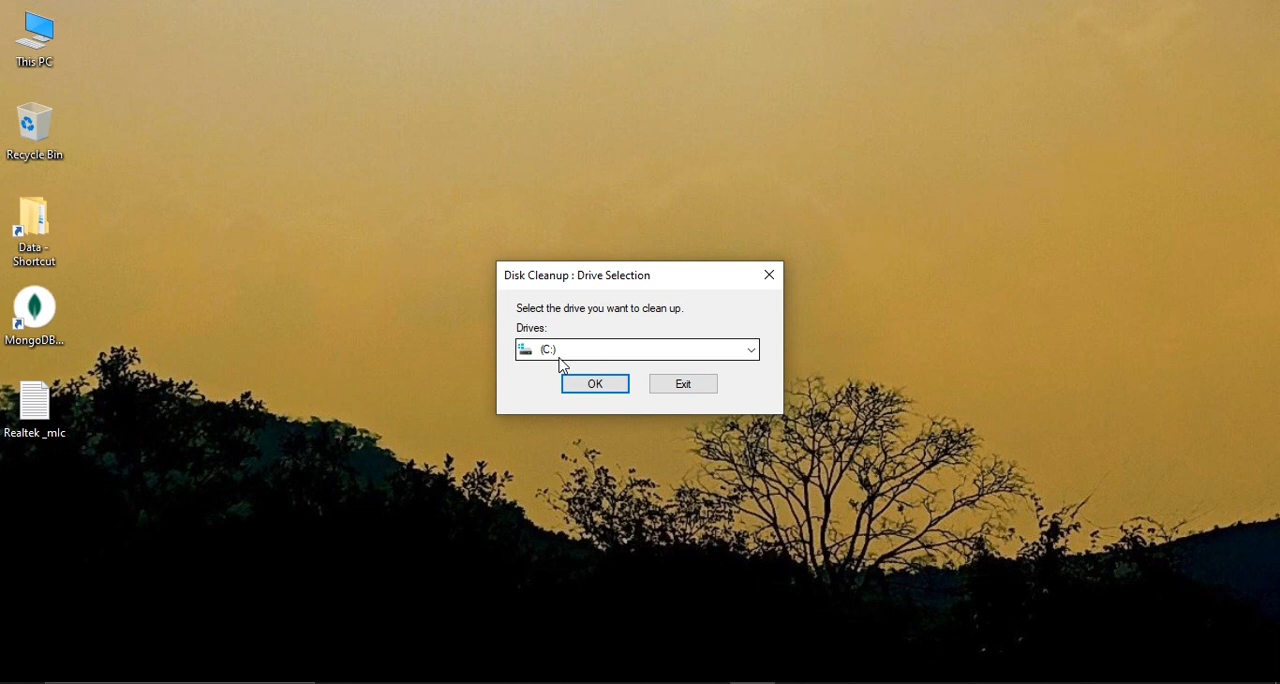 This PC
Recycle Bin
Data -
Shortcut
MongoDB...
Realtek _mlc
Disk Cleanup : Drive Selection
Select the drive you want to clean up.
Drives:
(C:)
OK
Exit